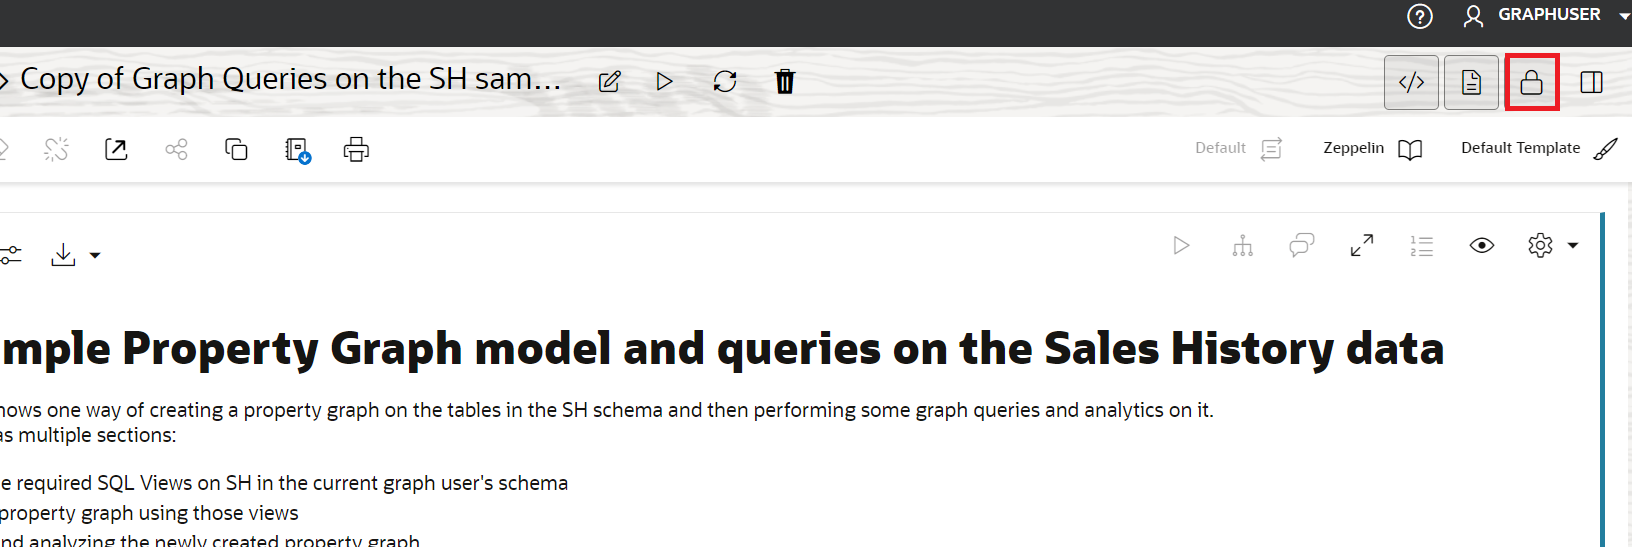 GRAPHUSER
Copy of Graph Queries on the SH sam...
Default Zeppelin Default Template
mple Property Graph model and queries on the Sales History data
hows one way of creating a property graph on the tables in the SH schema and then performing some graph queries and analytics on it.
as multiple sections:
e required SQL Views on SH in the current graph user's schema
property graph using those views
nd analyzing the newly created property graph